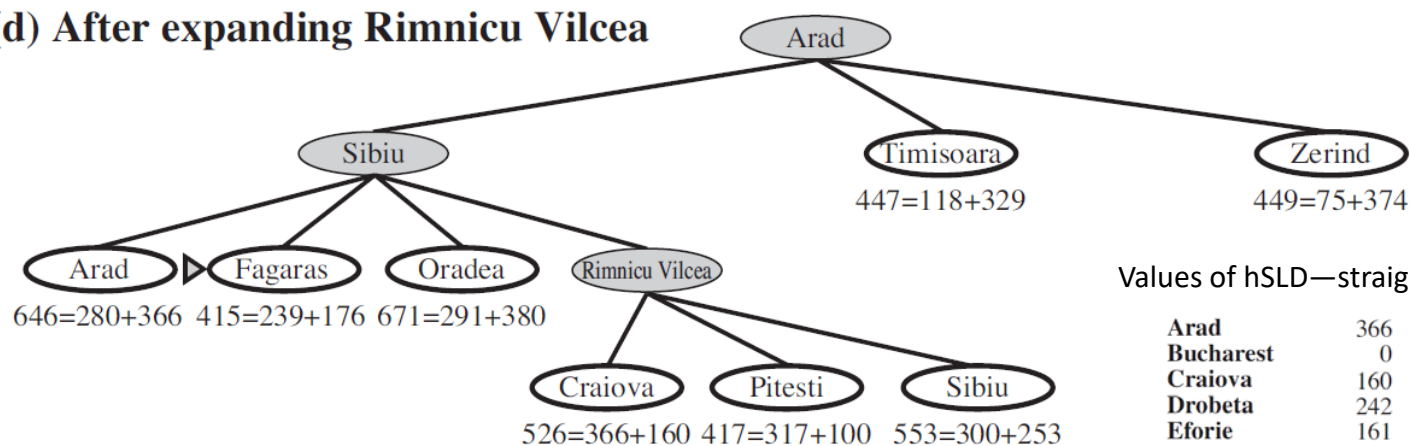 d) After expanding Rimnicu Vilcea
Arad
Sibiu
Timisoara
Zerind
447=118+329
449=75+374
Arad
Fagaras
Oradea
Rimnicu Vilcea
646=280+366
415=239+176
671=291+380
Craiova
Pitesti
Sibiu
526=366+160
417=317+100
553=300+253
Values of hSLD—straig
Arad 366
Bucharest 0
Craiova 160
Drobeta 242
Eforie 161